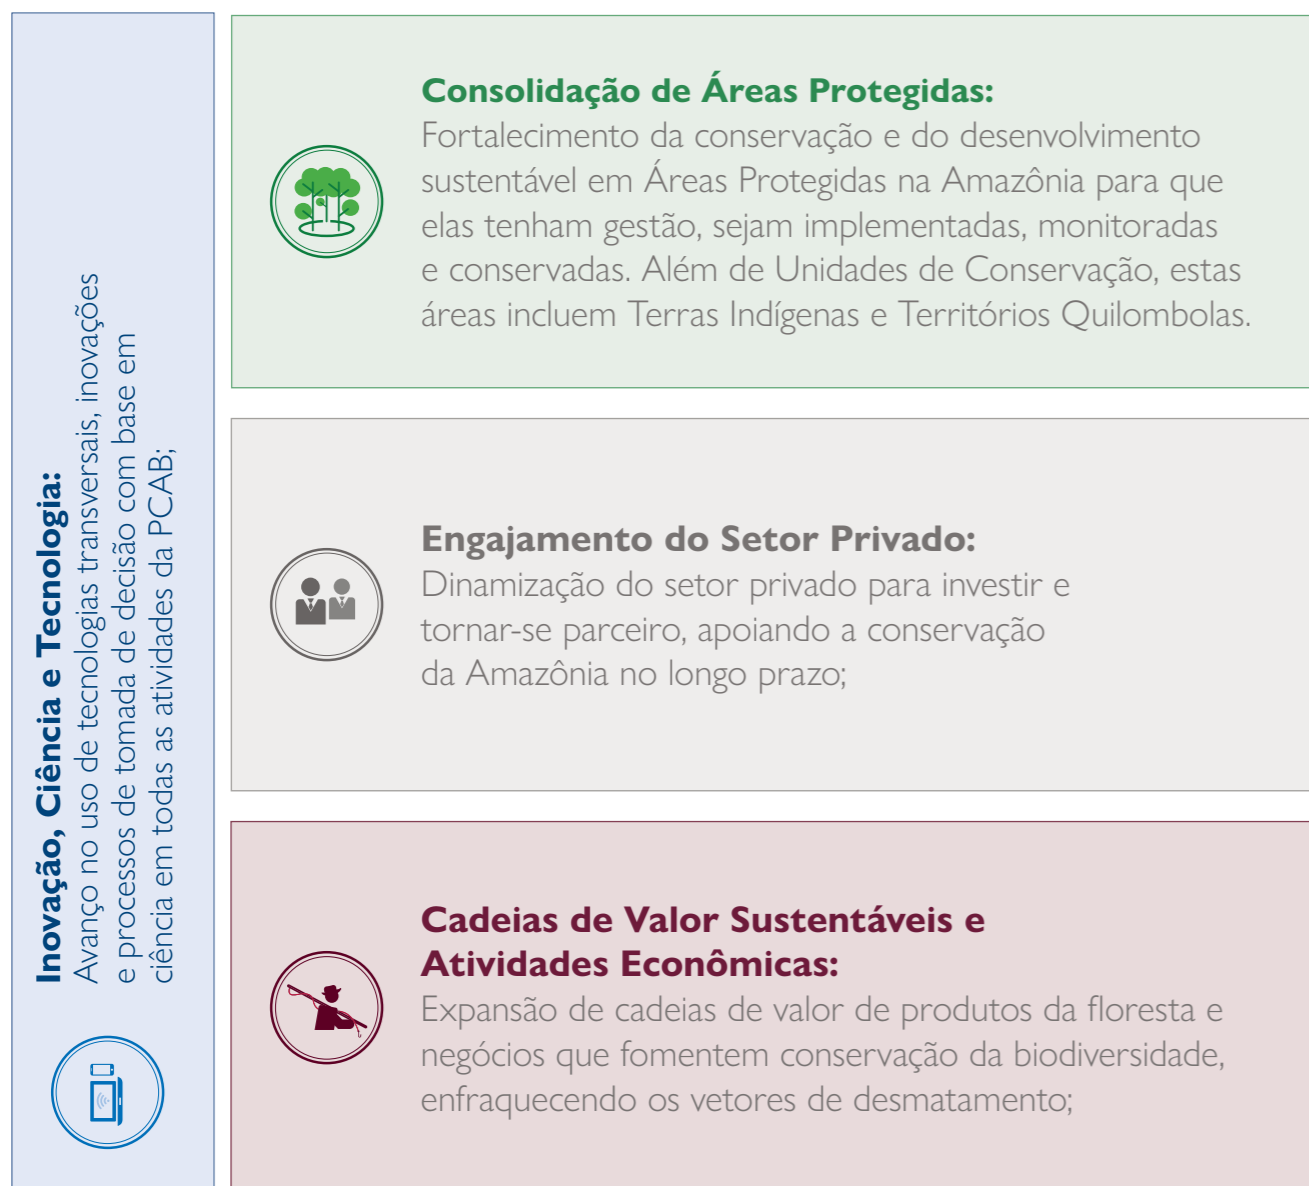 Inovação, Ciência e Tecnologia:
Avanço no uso de tecnologias transversais, inovações
e processos de tomada de decisão com base em
ciência em todas as atividades da PCAB;
Consolidação de Áreas Protegidas:
Fortalecimento da conservação e do desenvolvimento
sustentável em Áreas Protegidas na Amazônia para que
elas tenham gestão, sejam implementadas, monitoradas
e conservadas. Além de Unidades de Conservação, estas
áreas incluem Terras Indígenas e Territórios Quilombolas.
Engajamento do Setor Privado:
Dinamização do setor privado para investir e
tornar-se parceiro, apoiando a conservação
da Amazônia no longo prazo;
Cadeias de Valor Sustentáveis e
Atividades Econômicas:
Expansão de cadeias de valor de produtos da floresta e
negócios que fomentem conservação da biodiversidade,
enfraquecendo os vetores de desmatamento;